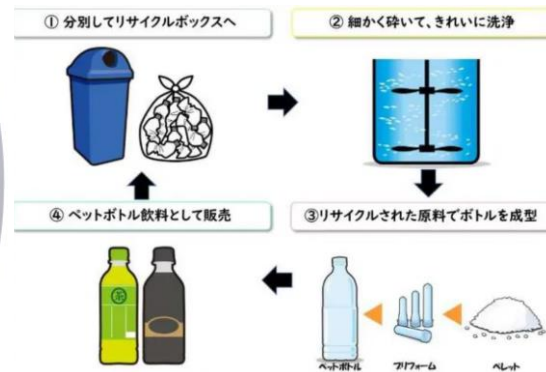 ① 分別してリサイクルボックスへ
② 細かく砕いて、きれいに洗浄
④ ペットボトル飲料として販売
③リサイクルされた原料でボトルを成型
茶
ペットボトル
プリフォーム
ペレット